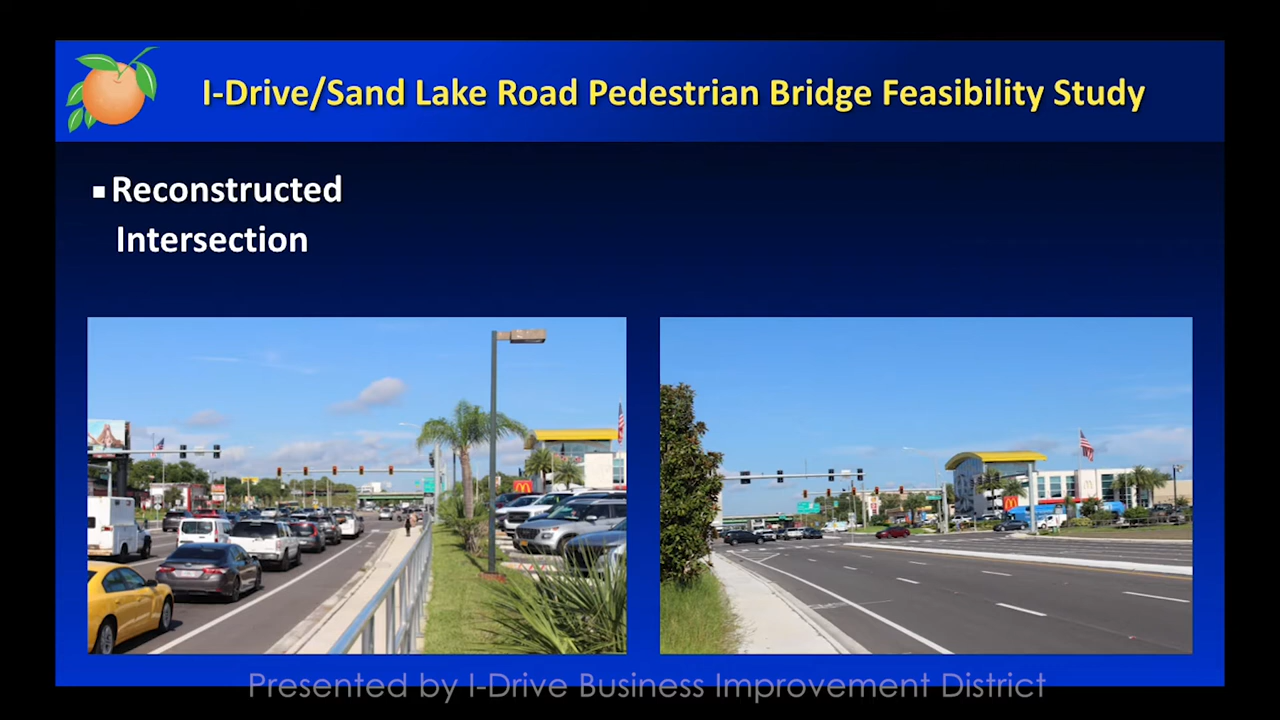 I-Drive/Sand Lake Road Pedestrian Bridge Feasibility Study
▪ Reconstructed
Intersection
Presented by I-Drive Business Improvement District